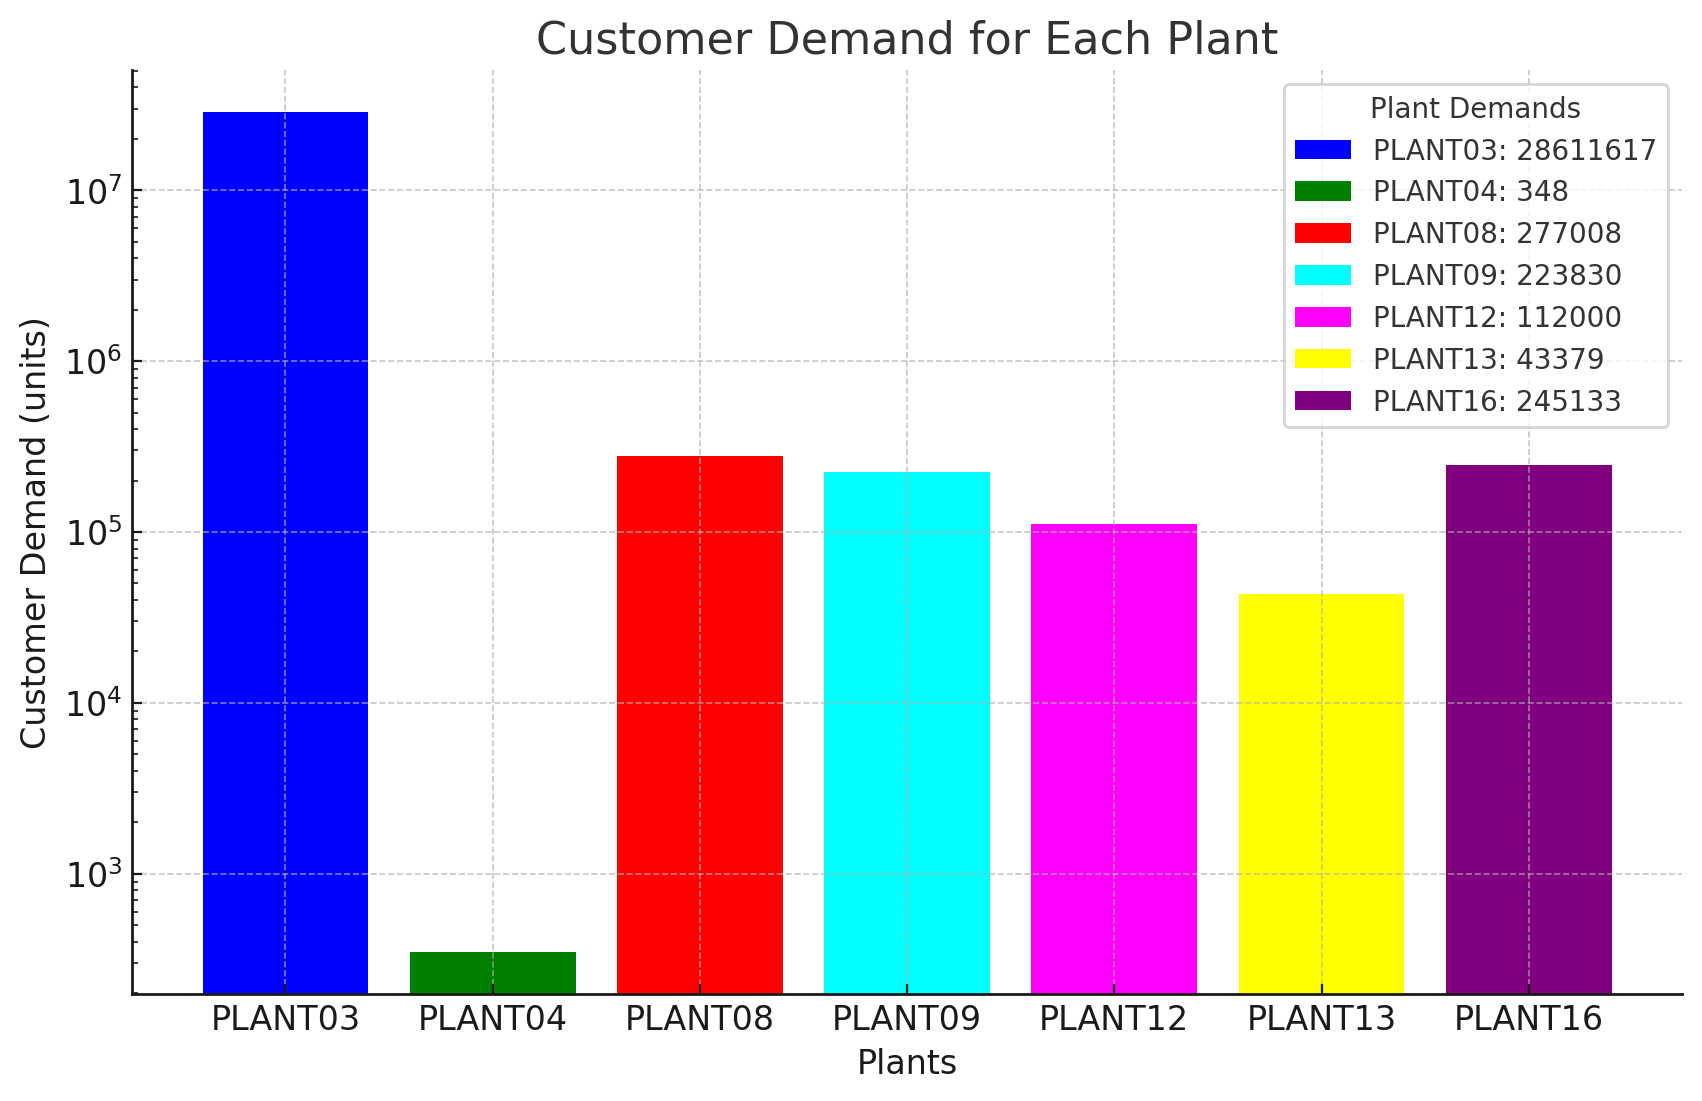 Customer Demand for Each Plant
Plant Demands
PLANT03: 28611617
PLANT04: 348
PLANT08: 277008
PLANT09: 223830
PLANT12: 112000
PLANT13: 43379
PLANT16: 245133
Customer Demand (units)
10⁷
10⁶
10⁵
10⁴
10³
PLANT03 PLANT04 PLANT08 PLANT09 PLANT12 PLANT13 PLANT16
Plants